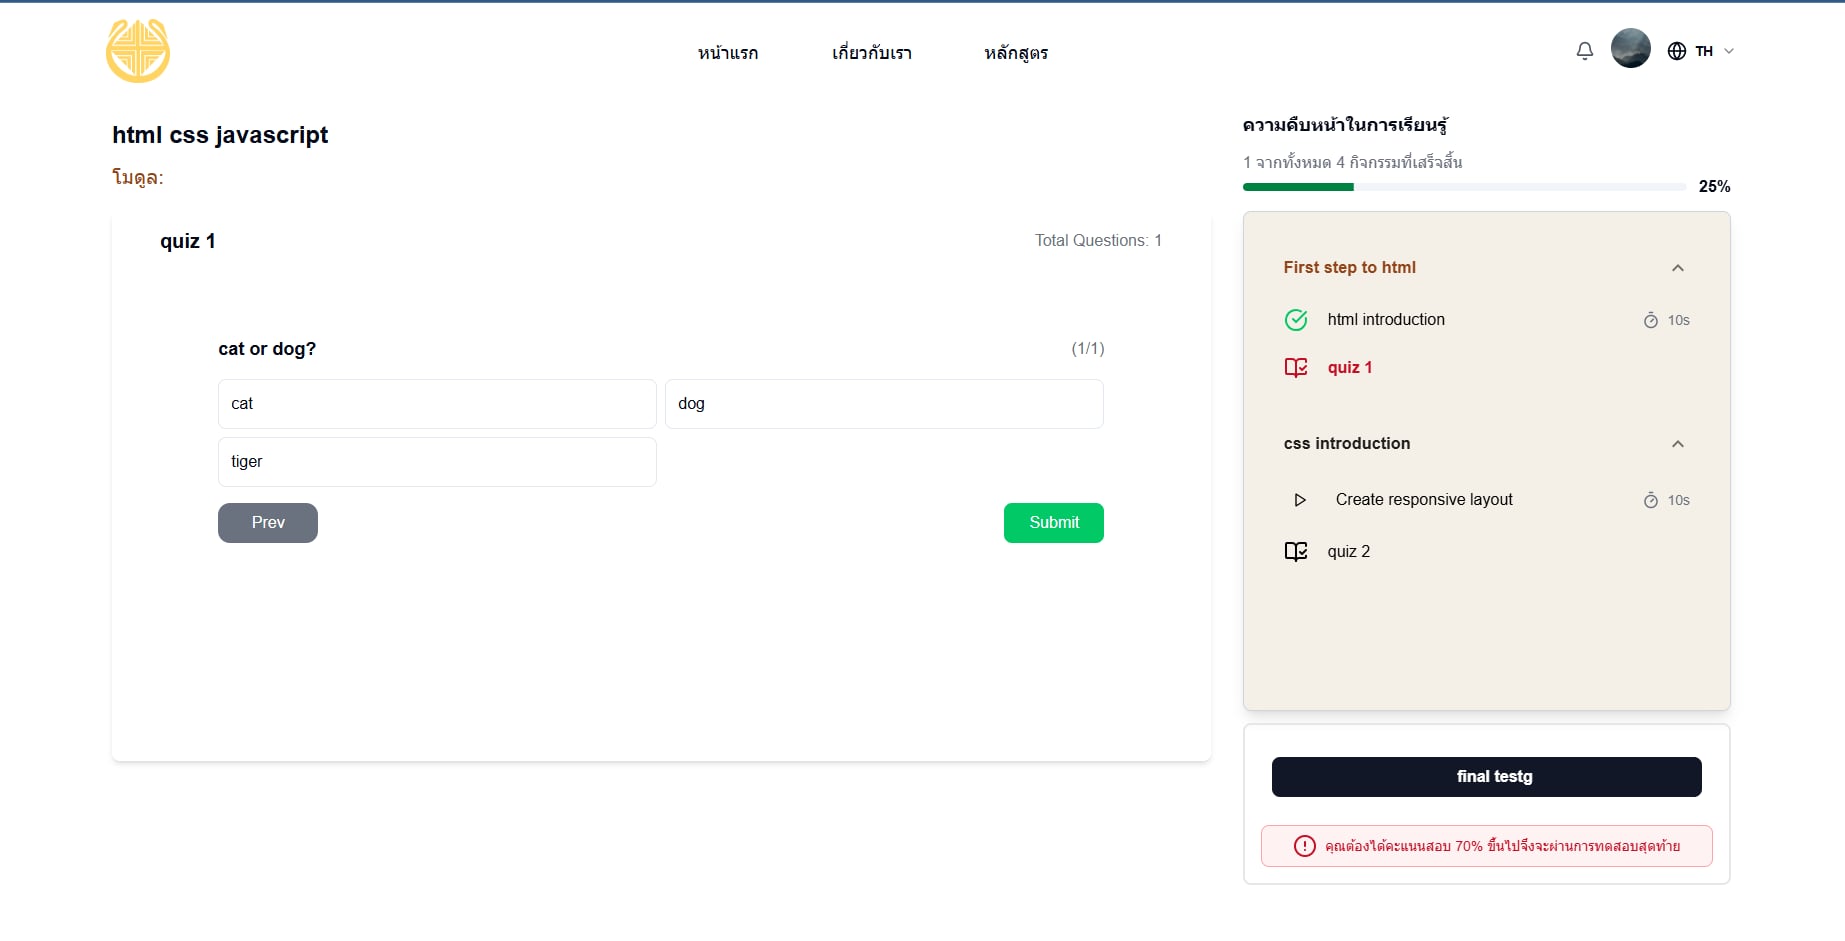 หน้าแรก
เกี่ยวกับเรา
หลักสูตร
TH
html css javascript
โมดูล:
quiz 1
Total Questions: 1
cat or dog?
(1/1)
cat
dog
tiger
Prev
Submit
ความคืบหน้าในการเรียนรู้
1 จากทั้งหมด 4 กิจกรรมที่เสร็จสิ้น
25%
First step to html
html introduction
10s
quiz 1
css introduction
Create responsive layout
10s
quiz 2
final testg
คุณต้องได้คะแนนสอบ 70% ขึ้นไปจึงจะผ่านการทดสอบสุดท้าย